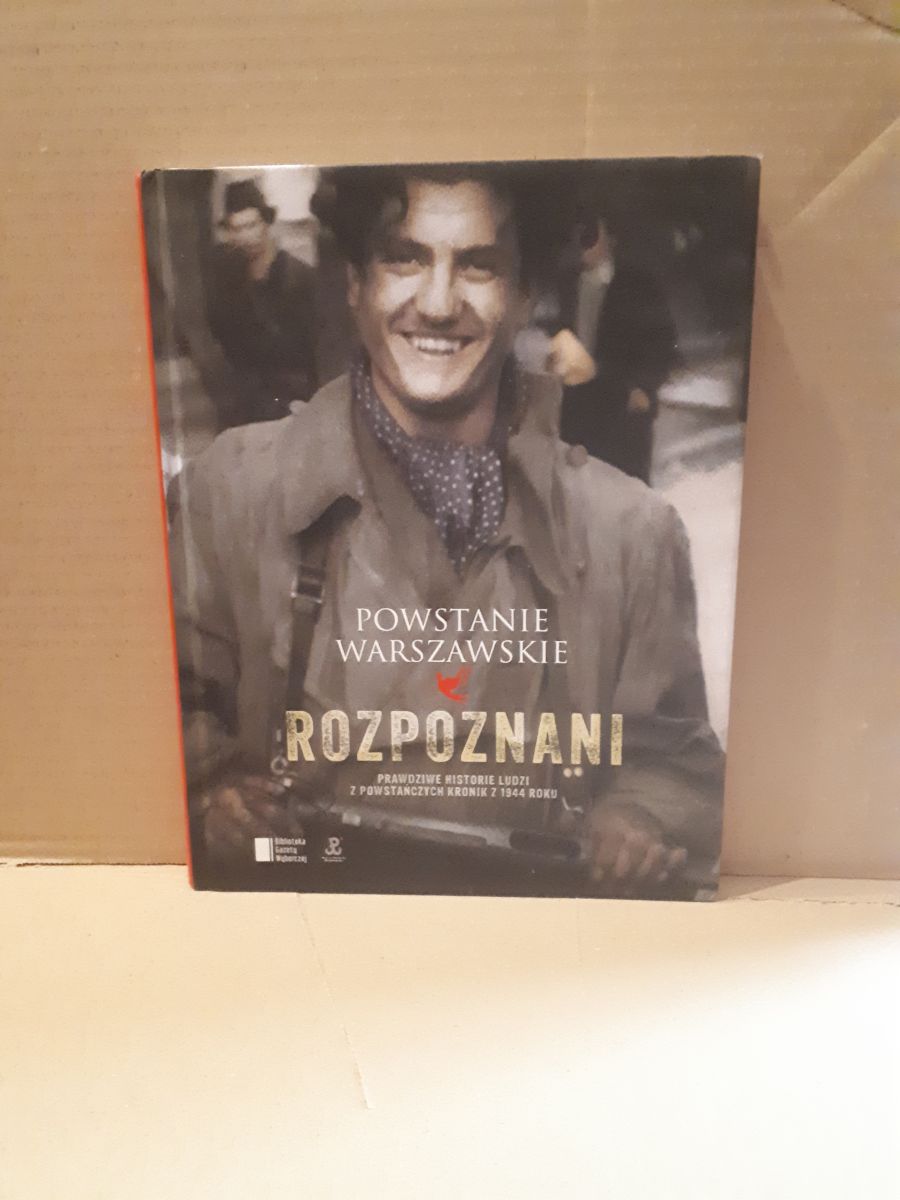 POWSTANIE
WARSZAWSKIE
ROZPOZNANI
PRAWDZIWE HISTORIE LUDZI
Z POWSTAŃCZYCH KRONIK Z 1944 ROKU
Biblioteka
Gazety
Wyborczej